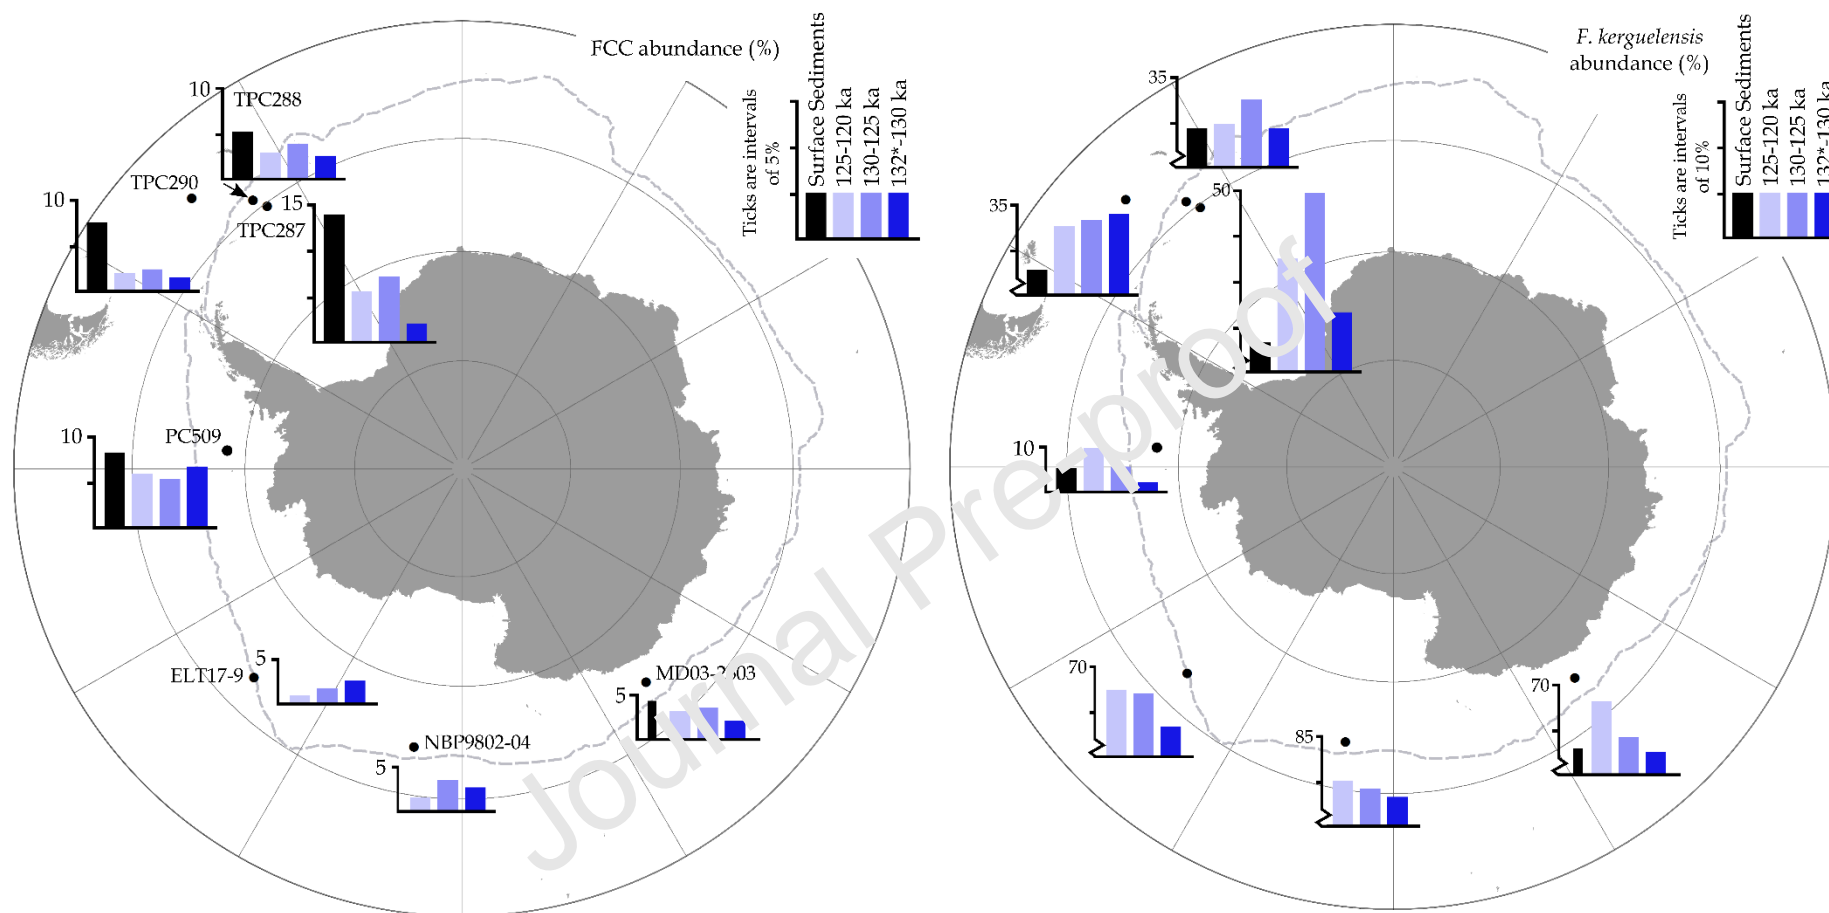 FCC abundance (%)
Ticks are intervals
of 5%
Surface Sediments
125-120 ka
130-125 ka
132*-130 ka
10
TPC288
TPC290
10
15
TPC287
10
PC509
5
ELT17-9
5
NBP9802-04
5
MD03-2603
F. kerguelensis
abundance (%)
Ticks are intervals
of 10%
Surface Sediments
125-120 ka
130-125 ka
132*-130 ka
35
35
50
10
70
85
70
Journal Pre-proof